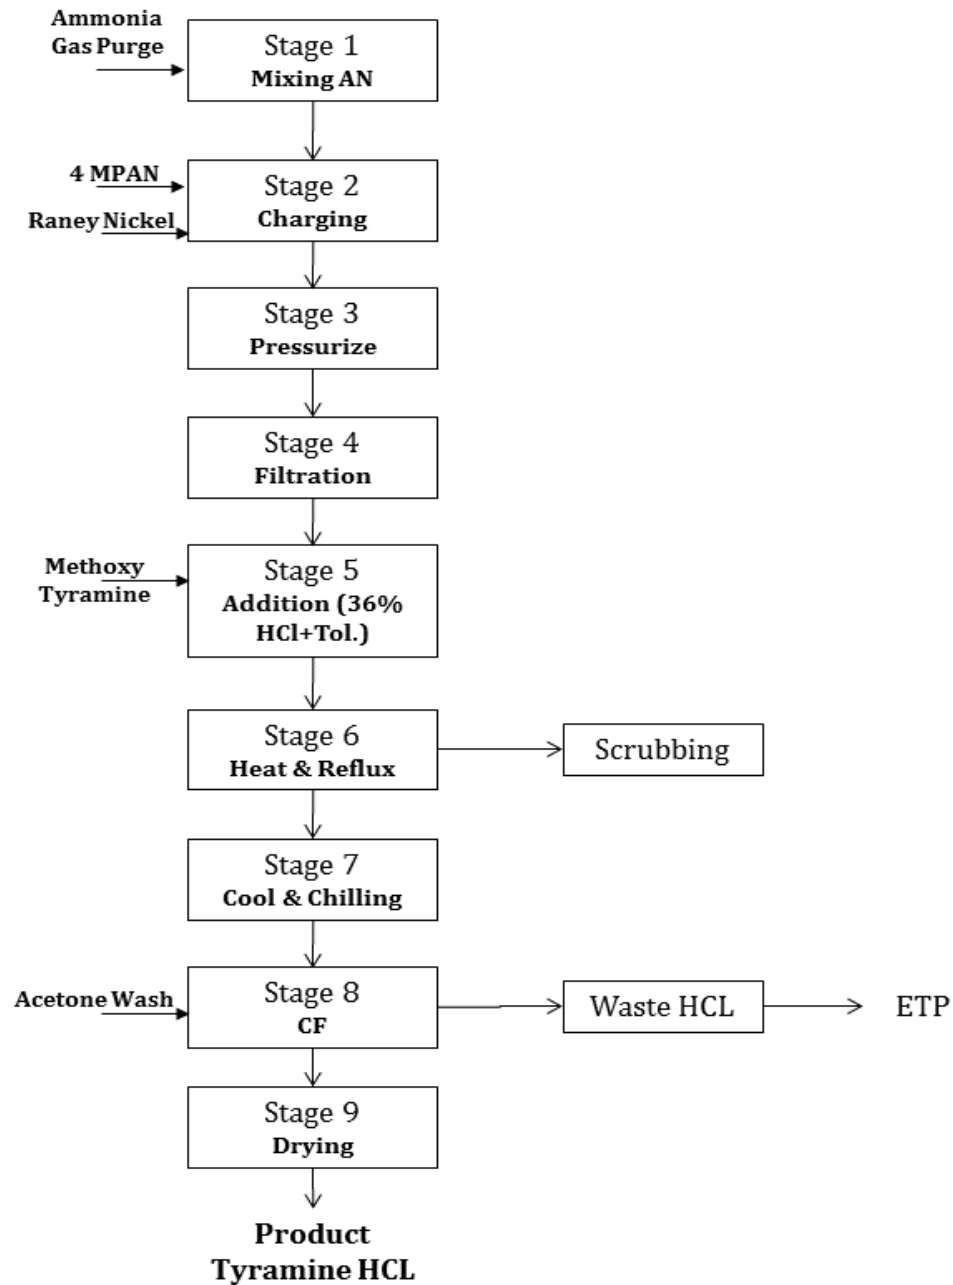 Ammonia
Gas Purge
Stage 1
Mixing AN
4 MPAN
Raney Nickel
Stage 2
Charging
Stage 3
Pressurize
Stage 4
Filtration
Methoxy
Tyramine
Stage 5
Addition (36%
HCl+Tol.)
Stage 6
Heat & Reflux
Scrubbing
Stage 7
Cool & Chilling
Acetone Wash
Stage 8
CF
Waste HCL
ETP
Stage 9
Drying
Product
Tyramine HCL